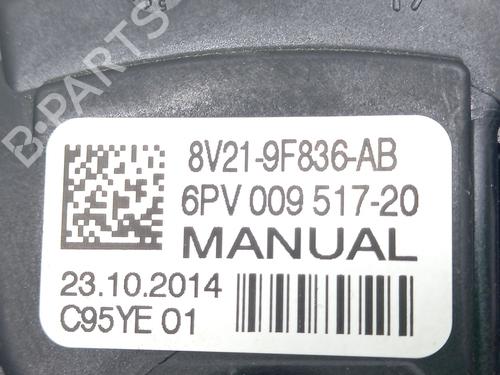 B-PARTS
8V21-9F836-AB
6PV 009 517-20
MANUAL
23.10.2014
C95YE 01